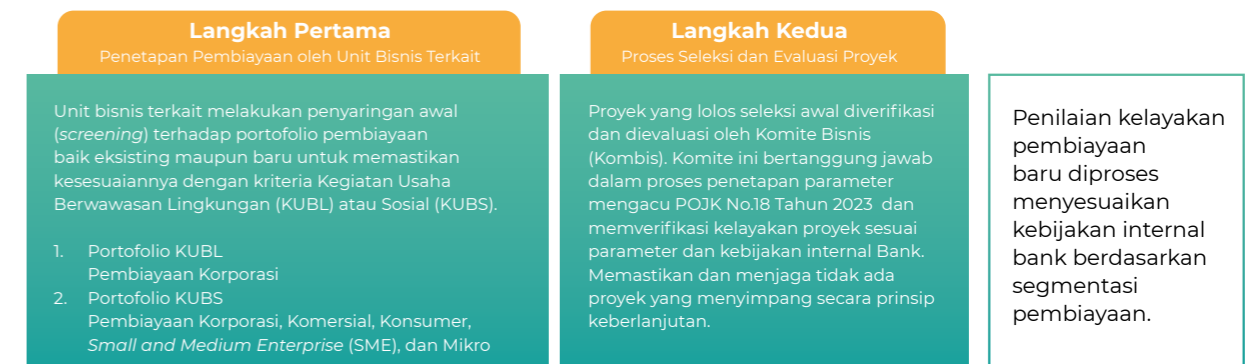 Langkah Pertama
Penetapan Pembiayaan oleh Unit Bisnis Terkait
Unit bisnis terkait melakukan penyaringan awal
(screening) terhadap portofolio pembiayaan
baik eksisting maupun baru untuk memastikan
kesesuaiannya dengan kriteria Kegiatan Usaha
Berwawasan Lingkungan (KUBL) atau Sosial (KUBS).
1. Portofolio KUBL
Pembiayaan Korporasi
2. Portofolio KUBS
Pembiayaan Korporasi, Komersial, Konsumer,
Small and Medium Enterprise (SME), dan Mikro
Langkah Kedua
Proses Seleksi dan Evaluasi Proyek
Proyek yang lolos seleksi awal diverifikasi
dan dievaluasi oleh Komite Bisnis
(Kombis). Komite ini bertanggung jawab
dalam proses penetapan parameter
mengacu POJK No.18 Tahun 2023 dan
memverifikasi kelayakan proyek sesuai
parameter dan kebijakan internal Bank.
Memastikan dan menjaga tidak ada
proyek yang menyimpang secara prinsip
keberlanjutan.
Penilaian kelayakan
pembiayaan
baru diproses
menyesuaikan
kebijakan internal
bank berdasarkan
segmentasi
pembiayaan.